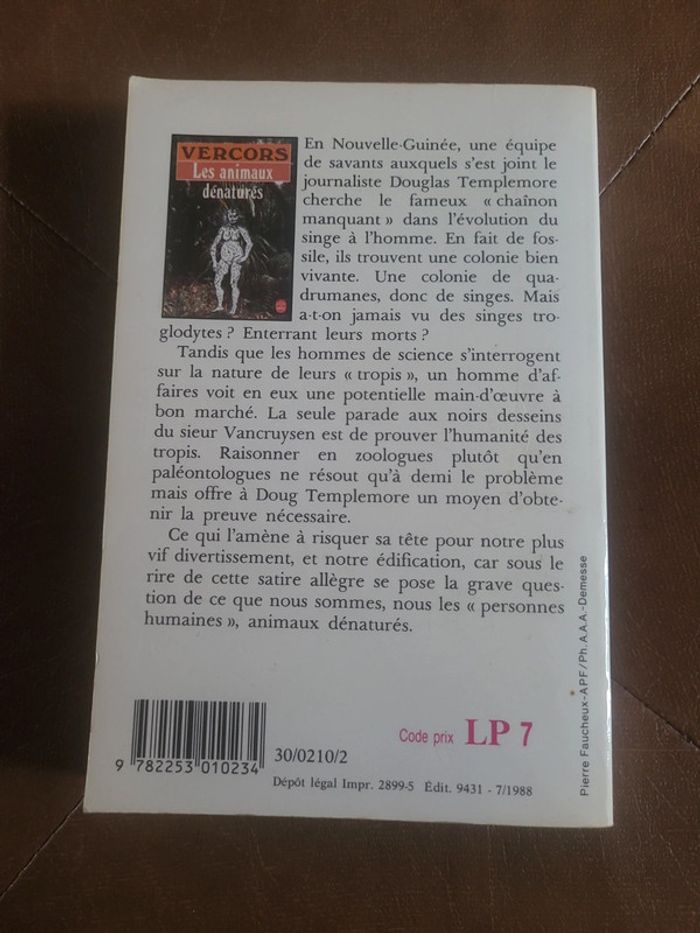 VERCORS
Les animaux
dénaturés
En Nouvelle-Guinée, une équipe
de savants auxquels s'est joint le
journaliste Douglas Templemore
cherche le fameux « chaînon
manquant » dans l'évolution du
singe à l'homme. En fait de fos-
sile, ils trouvent une colonie bien
vivante. Une colonie de qua-
drumanes, donc de singes. Mais
a-t-on jamais vu des singes tro-
glodytes ? Enterrant leurs morts ?
Tandis que les hommes de science s'interrogent
sur la nature de leurs « tropis », un homme d'af-
faires voit en eux une potentielle main-d'œuvre à
bon marché. La seule parade aux noirs desseins
du sieur Vancruysen est de prouver l'humanité des
tropis. Raisonner en zoologues plutôt qu'en
paléontologues ne résout qu'à demi le problème
mais offre à Doug Templemore un moyen d'obte-
nir la preuve nécessaire.
Ce qui l'amène à risquer sa tête pour notre plus
vif divertissement, et notre édification, car sous le
rire de cette satire allègre se pose la grave ques-
tion de ce que nous sommes, nous les « personnes
humaines », animaux dénaturés.
Pierre Faucheux-APF/Ph.A.A.A.-Demesse
Code prix LP 7
9 782253 010234
30/0210/2
Dépôt légal Impr. 2899-5 Édit. 9431 - 7/1988